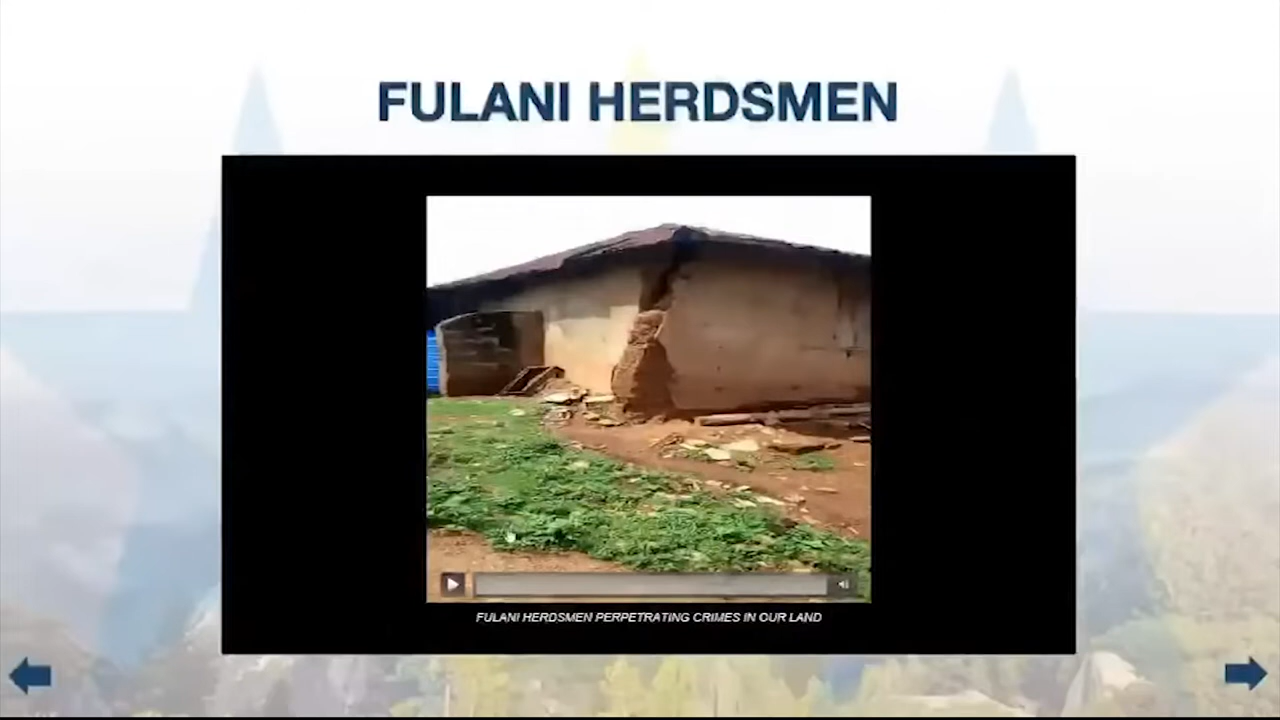 FULANI HERDSMEN
FULANI HERDSMEN PERPETRATING CRIMES IN OUR LAND